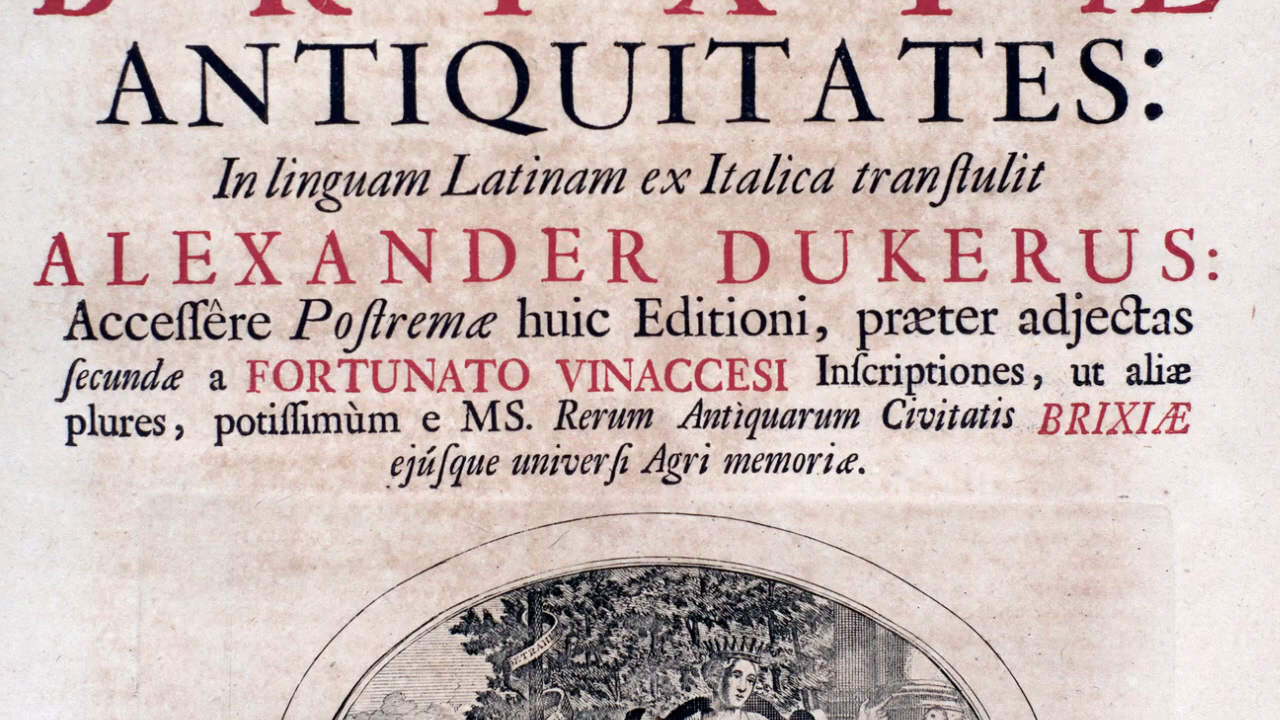 BRIXIÆ
ANTIQUITATES:
In linguam Latinam ex Italica tranſtulit
ALEXANDER DUKERUS:
Acceſſêre Poſtremæ huic Editioni, præter adjectas
ſecundæ a FORTUNATO VINACCESI Inſcriptiones, ut aliæ
plures, potiſſimùm e MS. Rerum Antiquarum Civitatis BRIXIÆ
ejúſque univerſi Agri memoriæ.